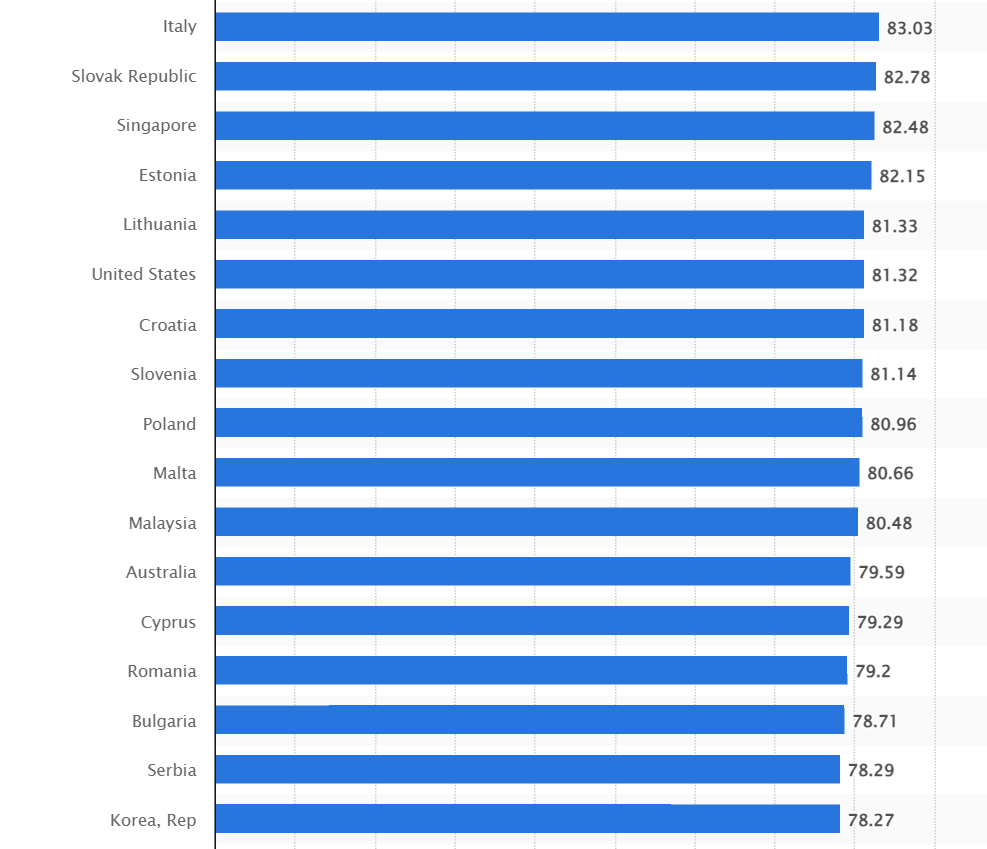 Italy 83.03
Slovak Republic 82.78
Singapore 82.48
Estonia 82.15
Lithuania 81.33
United States 81.32
Croatia 81.18
Slovenia 81.14
Poland 80.96
Malta 80.66
Malaysia 80.48
Australia 79.59
Cyprus 79.29
Romania 79.2
Bulgaria 78.71
Serbia 78.29
Korea, Rep 78.27